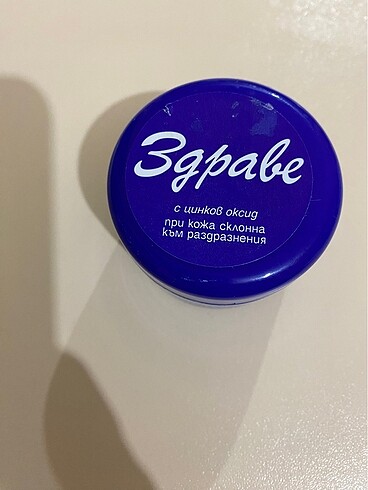 Здраве
с цинков оксид
при кожа склонна
към раздразнения